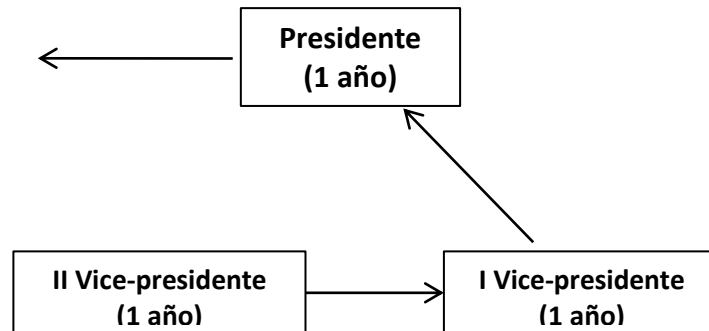 Presidente
(1 año)
II Vice-presidente
(1 año)
I Vice-presidente
(1 año)